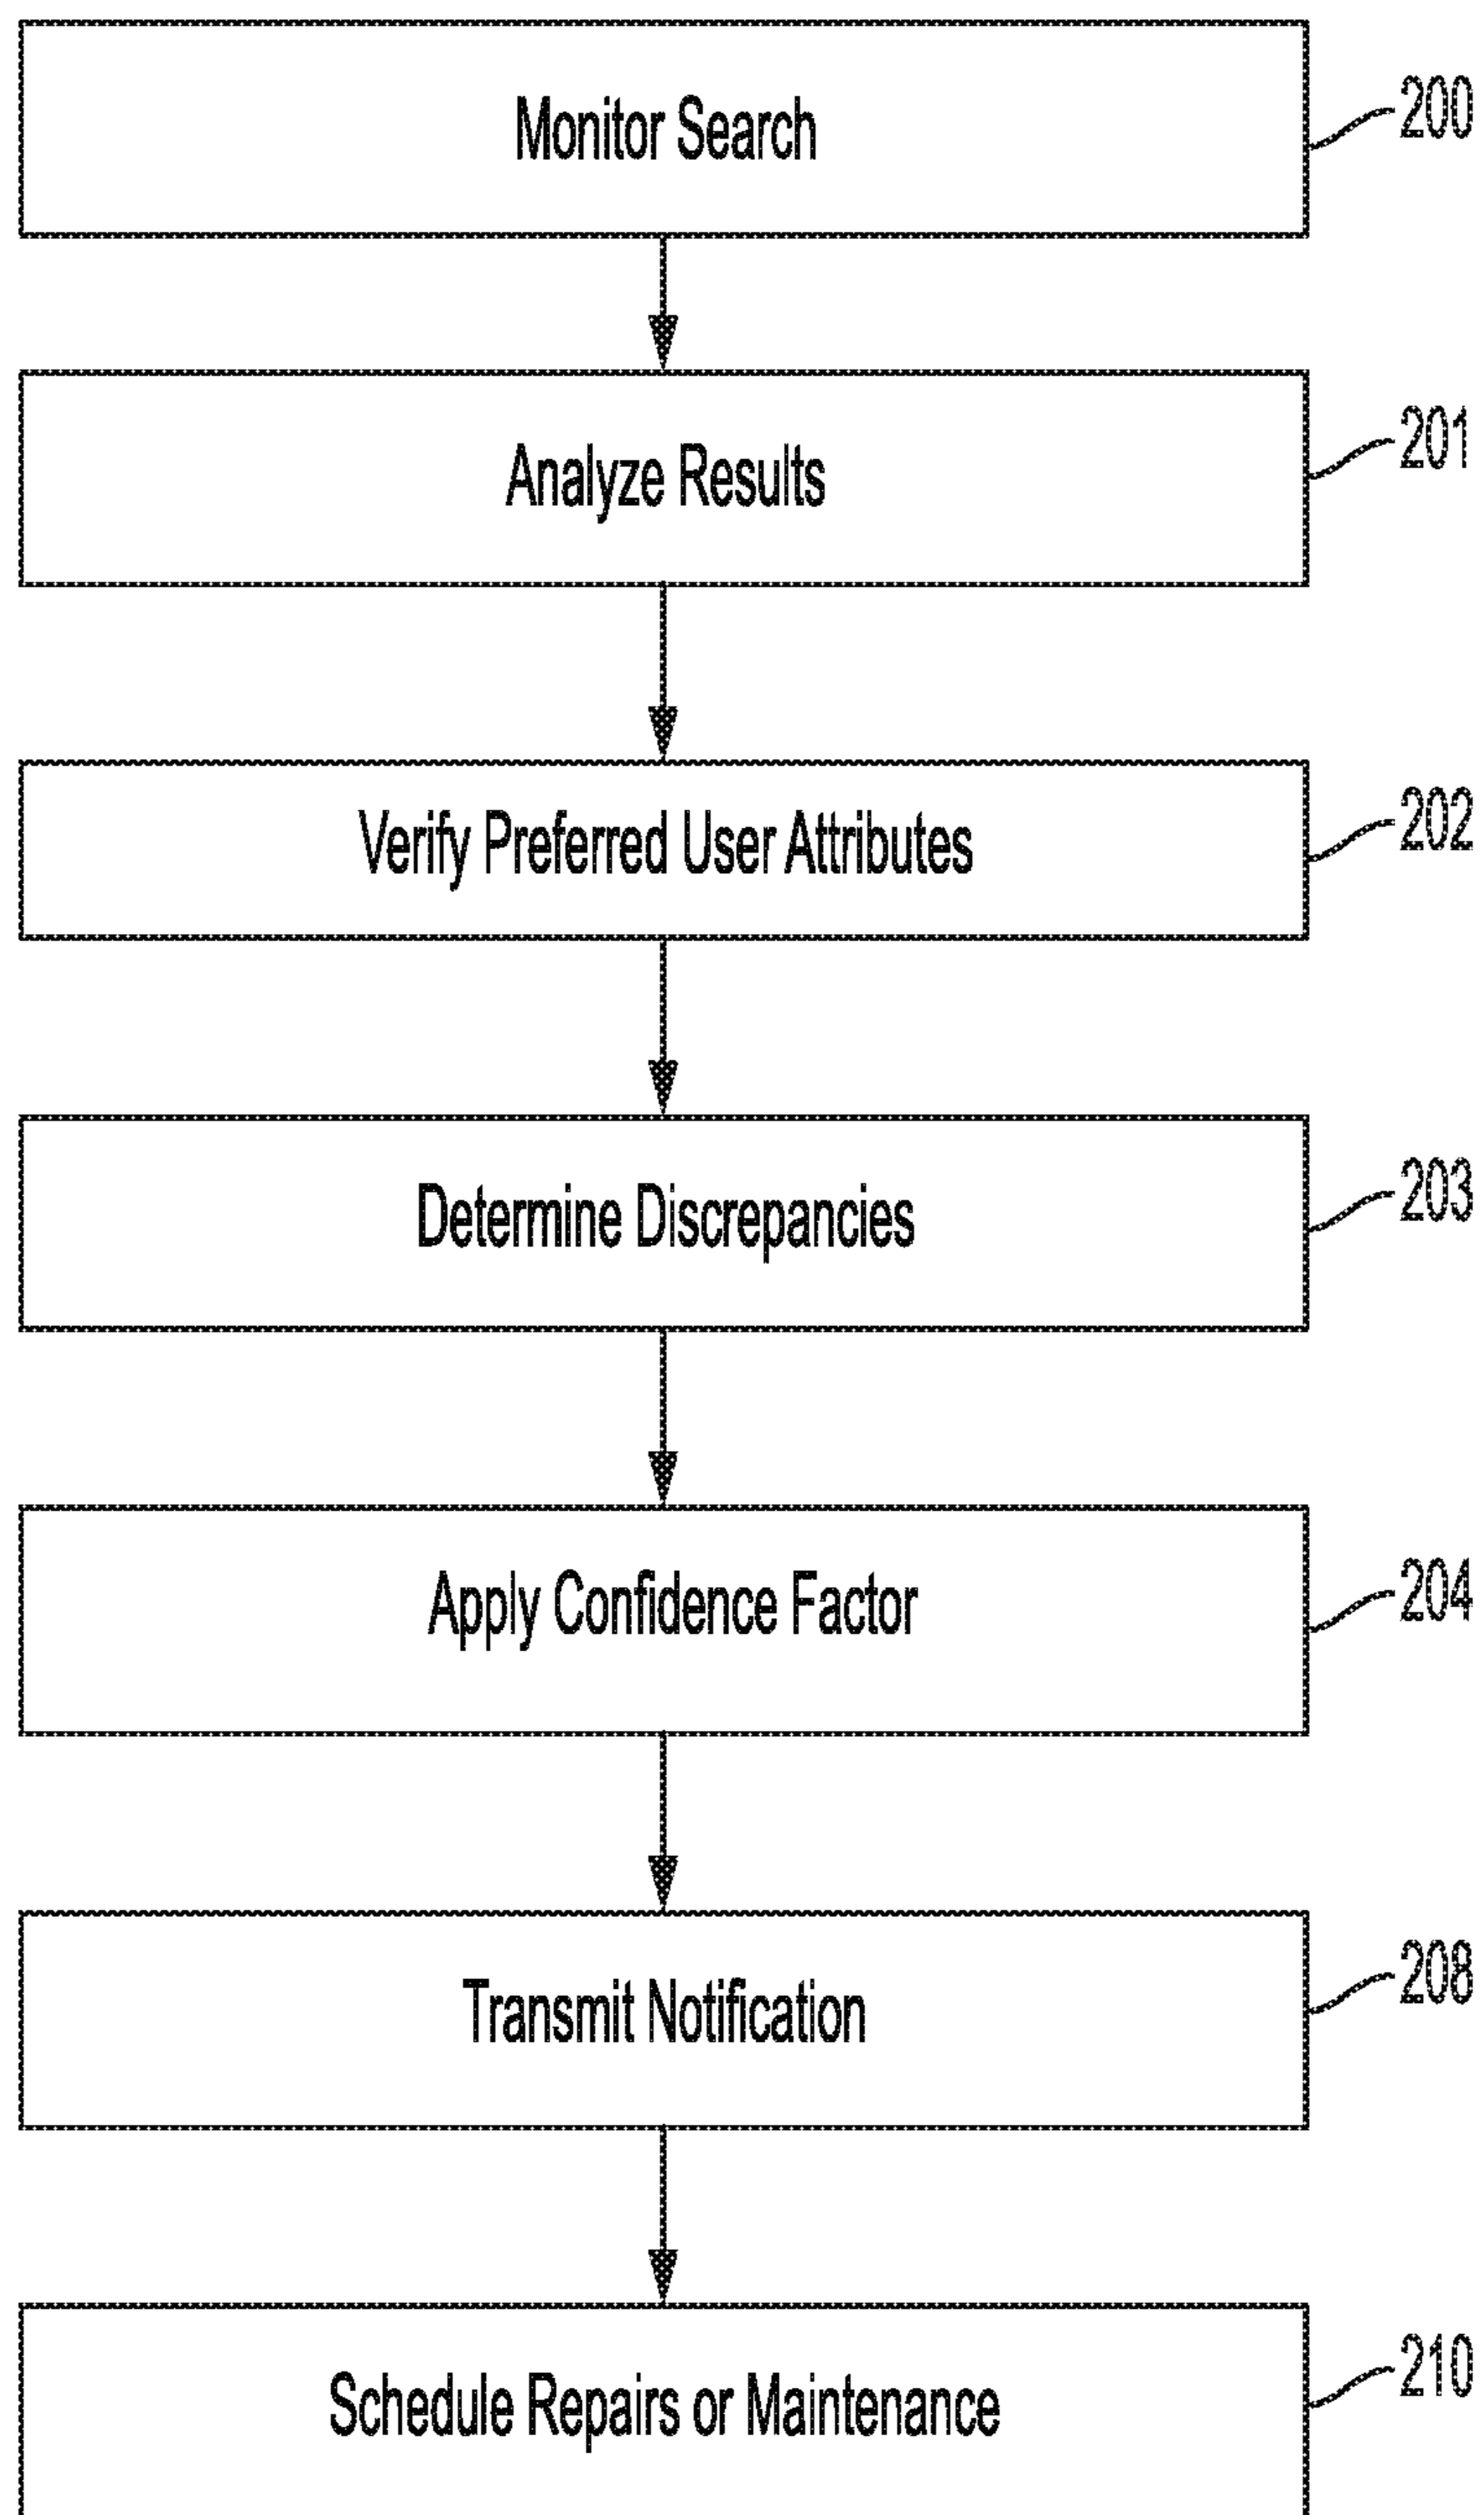 Monitor Search
200
Analyze Results
201
Verify Preferred User Attributes
202
Determine Discrepancies
203
Apply Confidence Factor
204
Transmit Notification
208
Schedule Repairs or Maintenance
210